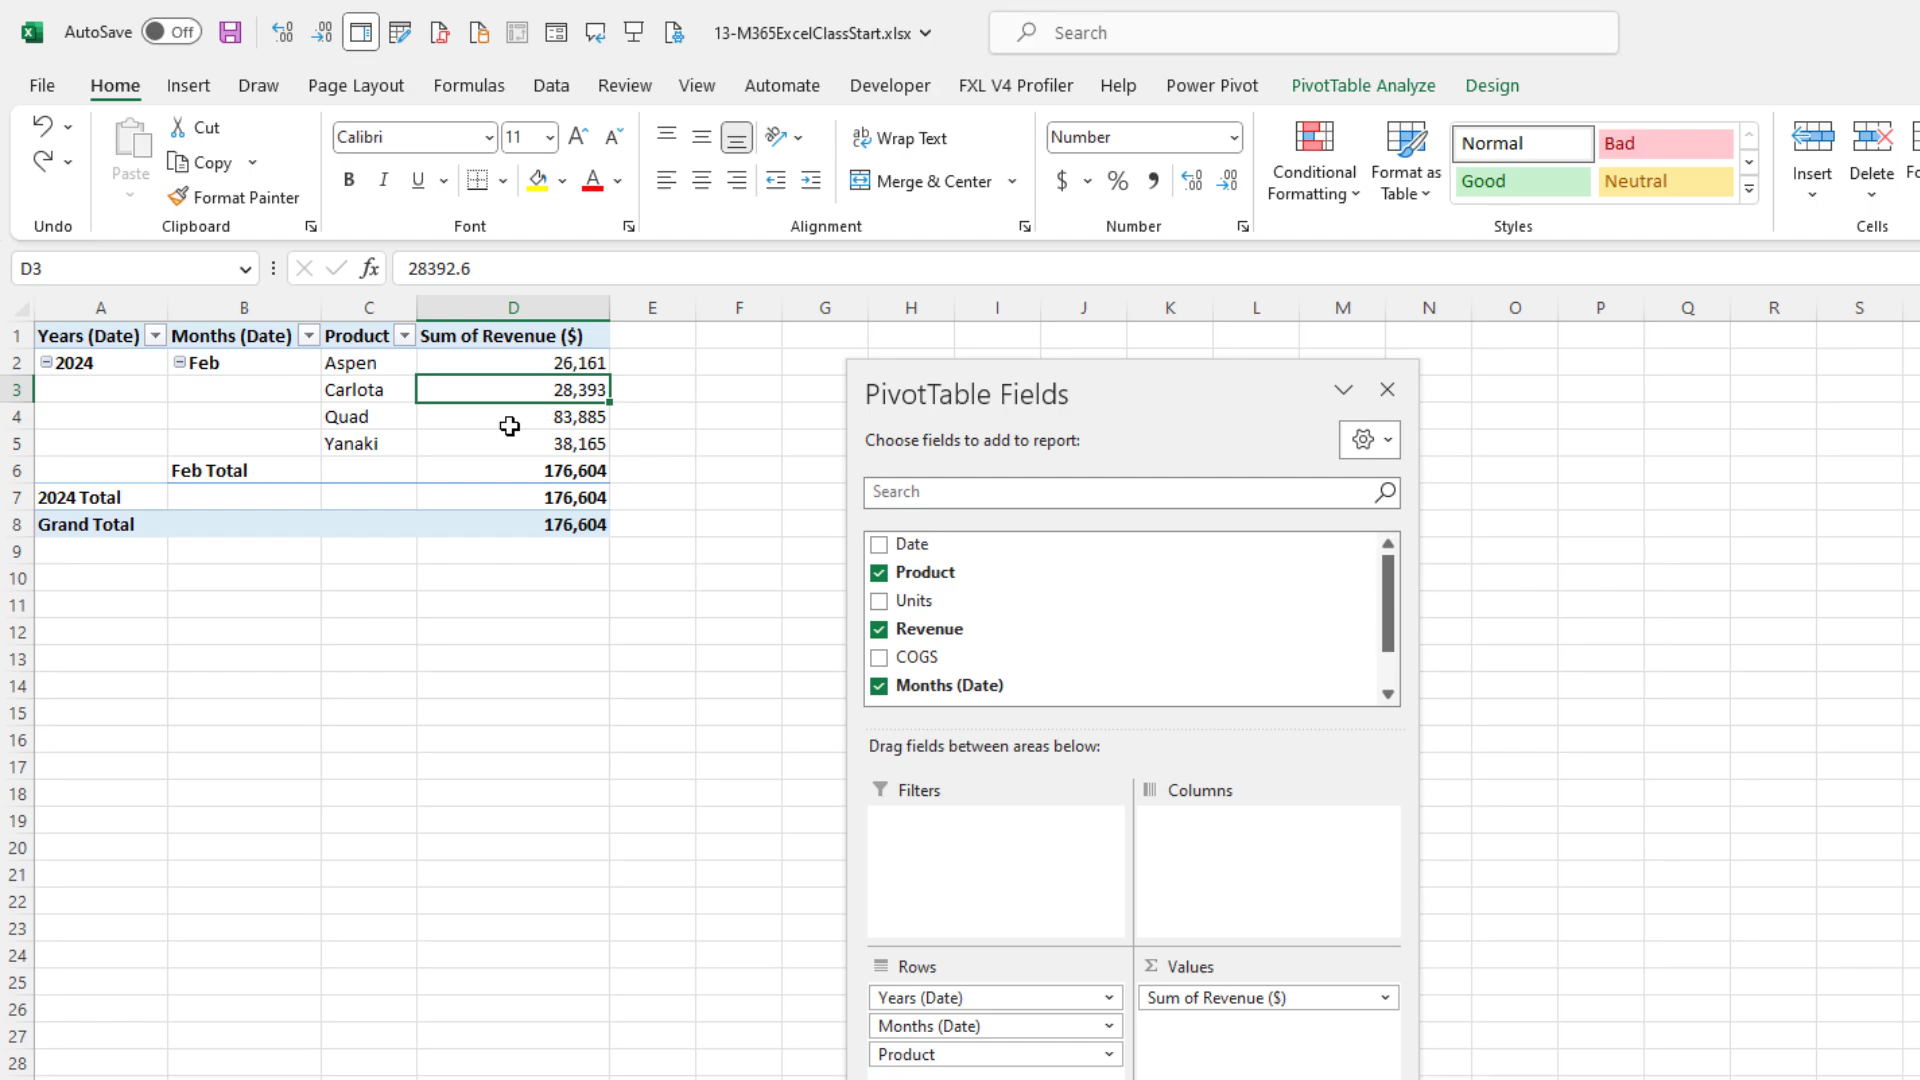 AutoSave Off 13-M365ExcelClassStart.xlsx Search
File Home Insert Draw Page Layout Formulas Data Review View Automate Developer FXL V4 Profiler Help Power Pivot PivotTable Analyze Design
Paste
Cut
Copy
Format Painter
Calibri 11
B I U A
ab Wrap Text
Merge & Center
Number
$ % 9 .00 .00
Conditional Formatting
Format as Table
Normal Bad
Good Neutral
Insert Delete Fo
Undo Clipboard Font Alignment Number Styles Cells
D3 fx 28392.6
A B C D E F G H I J K L M N O P Q R S
1 Years (Date) Months (Date) Product Sum of Revenue ($)
2 2024 Feb Aspen 26,161
3 Carlota 28,393
4 Quad 83,885
5 Yanaki 38,165
6 Feb Total 176,604
7 2024 Total 176,604
8 Grand Total 176,604
9
10
11
12
13
14
15
16
17
18
19
20
21
22
23
24
25
26
27
28
PivotTable Fields
Choose fields to add to report:
Search
Date
Product
Units
Revenue
COGS
Months (Date)
Drag fields between areas below:
Filters Columns
Rows Σ Values
Years (Date) Sum of Revenue ($)
Months (Date)
Product